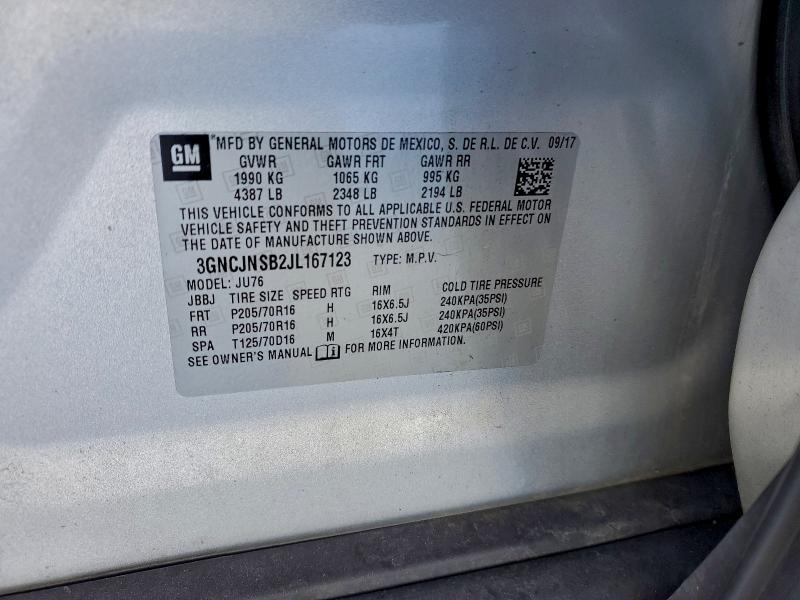 GM *MFD BY GENERAL MOTORS DE MEXICO, S. DE R.L. DE C.V. 09/17
GVWR GAWR FRT GAWR RR
1990 KG 1065 KG 995 KG
4387 LB 2348 LB 2194 LB
THIS VEHICLE CONFORMS TO ALL APPLICABLE U.S. FEDERAL MOTOR
VEHICLE SAFETY AND THEFT PREVENTION STANDARDS IN EFFECT ON
THE DATE OF MANUFACTURE SHOWN ABOVE.
3GNCJNSB2JL167123 TYPE: M.P.V.
MODEL: JU76
JBBJ TIRE SIZE SPEED RTG RIM COLD TIRE PRESSURE
FRT P205/70R16 H 16X6.5J 240KPA(35PSI)
RR P205/70R16 H 16X6.5J 240KPA(35PSI)
SPA T125/70D16 M 16X4T 420KPA(60PSI)
SEE OWNER'S MANUAL FOR MORE INFORMATION.